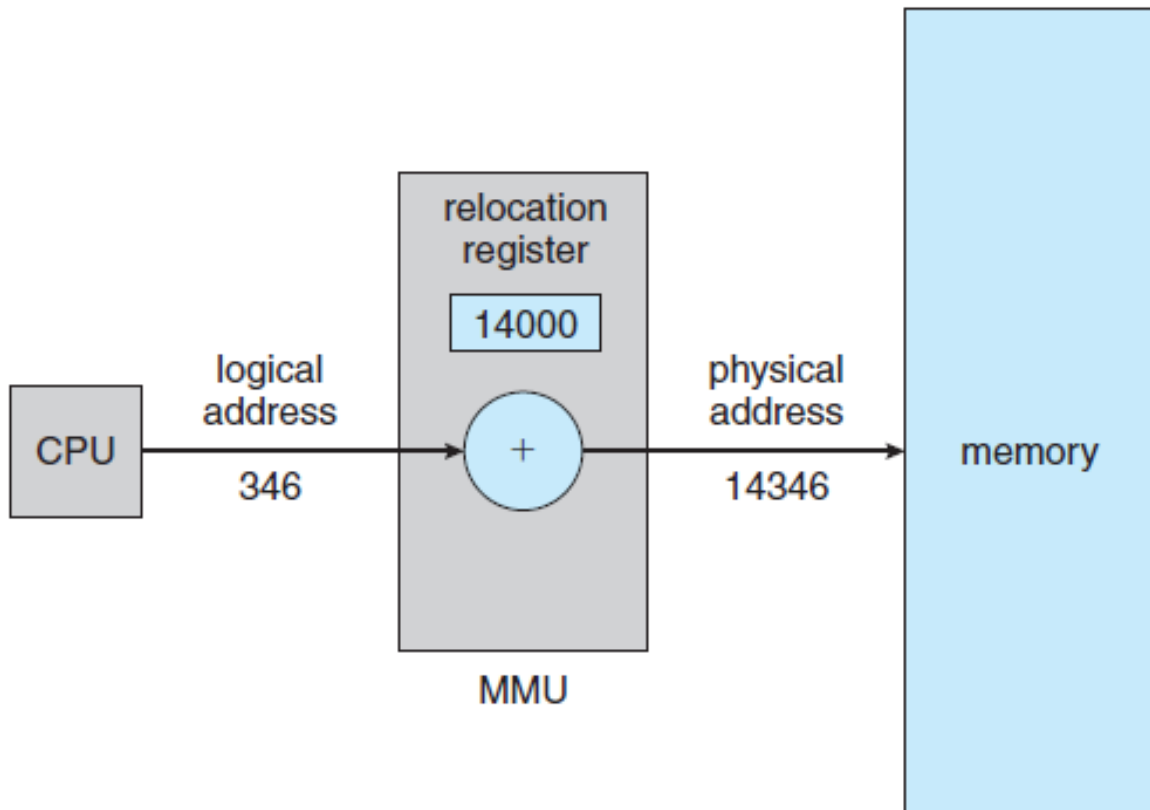 relocation
register
14000
logical
address
physical
address
CPU
+
memory
346
14346
MMU